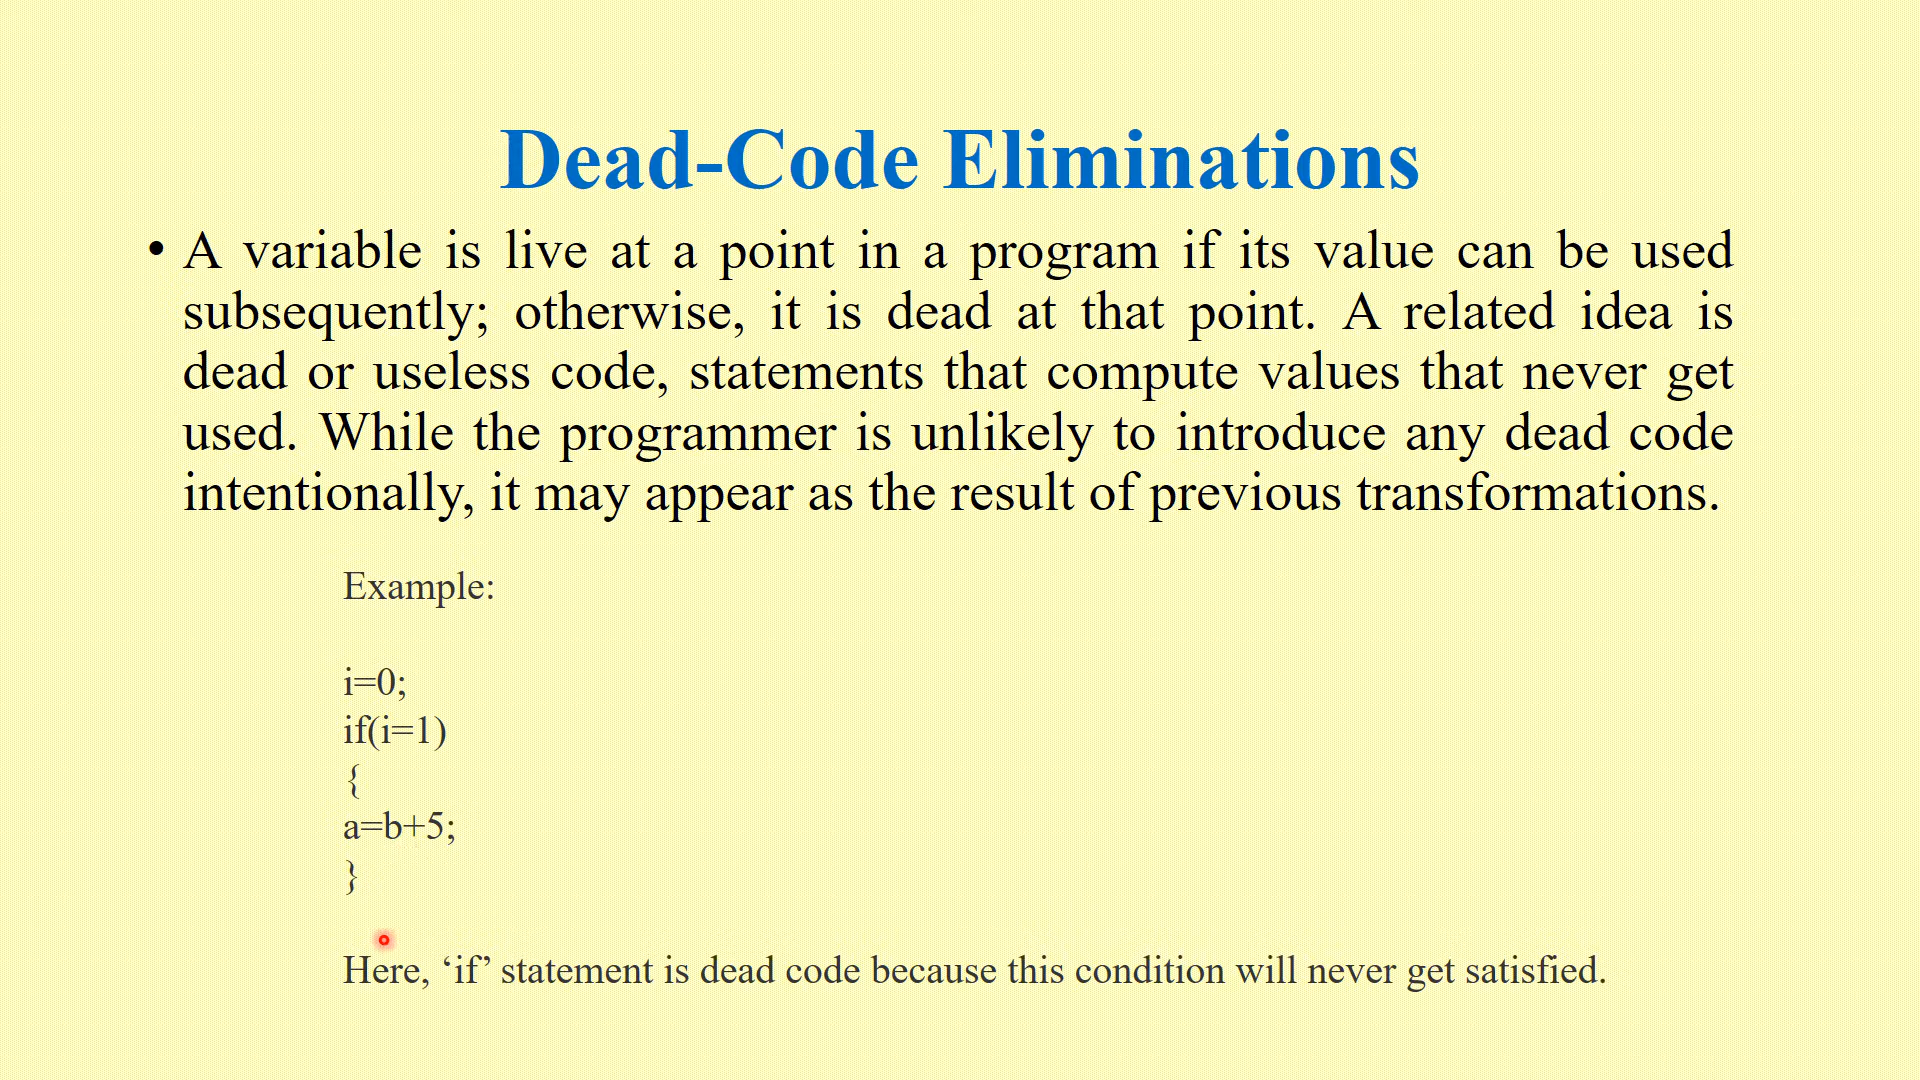 Dead-Code Eliminations
• A variable is live at a point in a program if its value can be used
subsequently; otherwise, it is dead at that point. A related idea is
dead or useless code, statements that compute values that never get
used. While the programmer is unlikely to introduce any dead code
intentionally, it may appear as the result of previous transformations.
Example:
i=0;
if(i=1)
{
a=b+5;
}
Here, ‘if’ statement is dead code because this condition will never get satisfied.